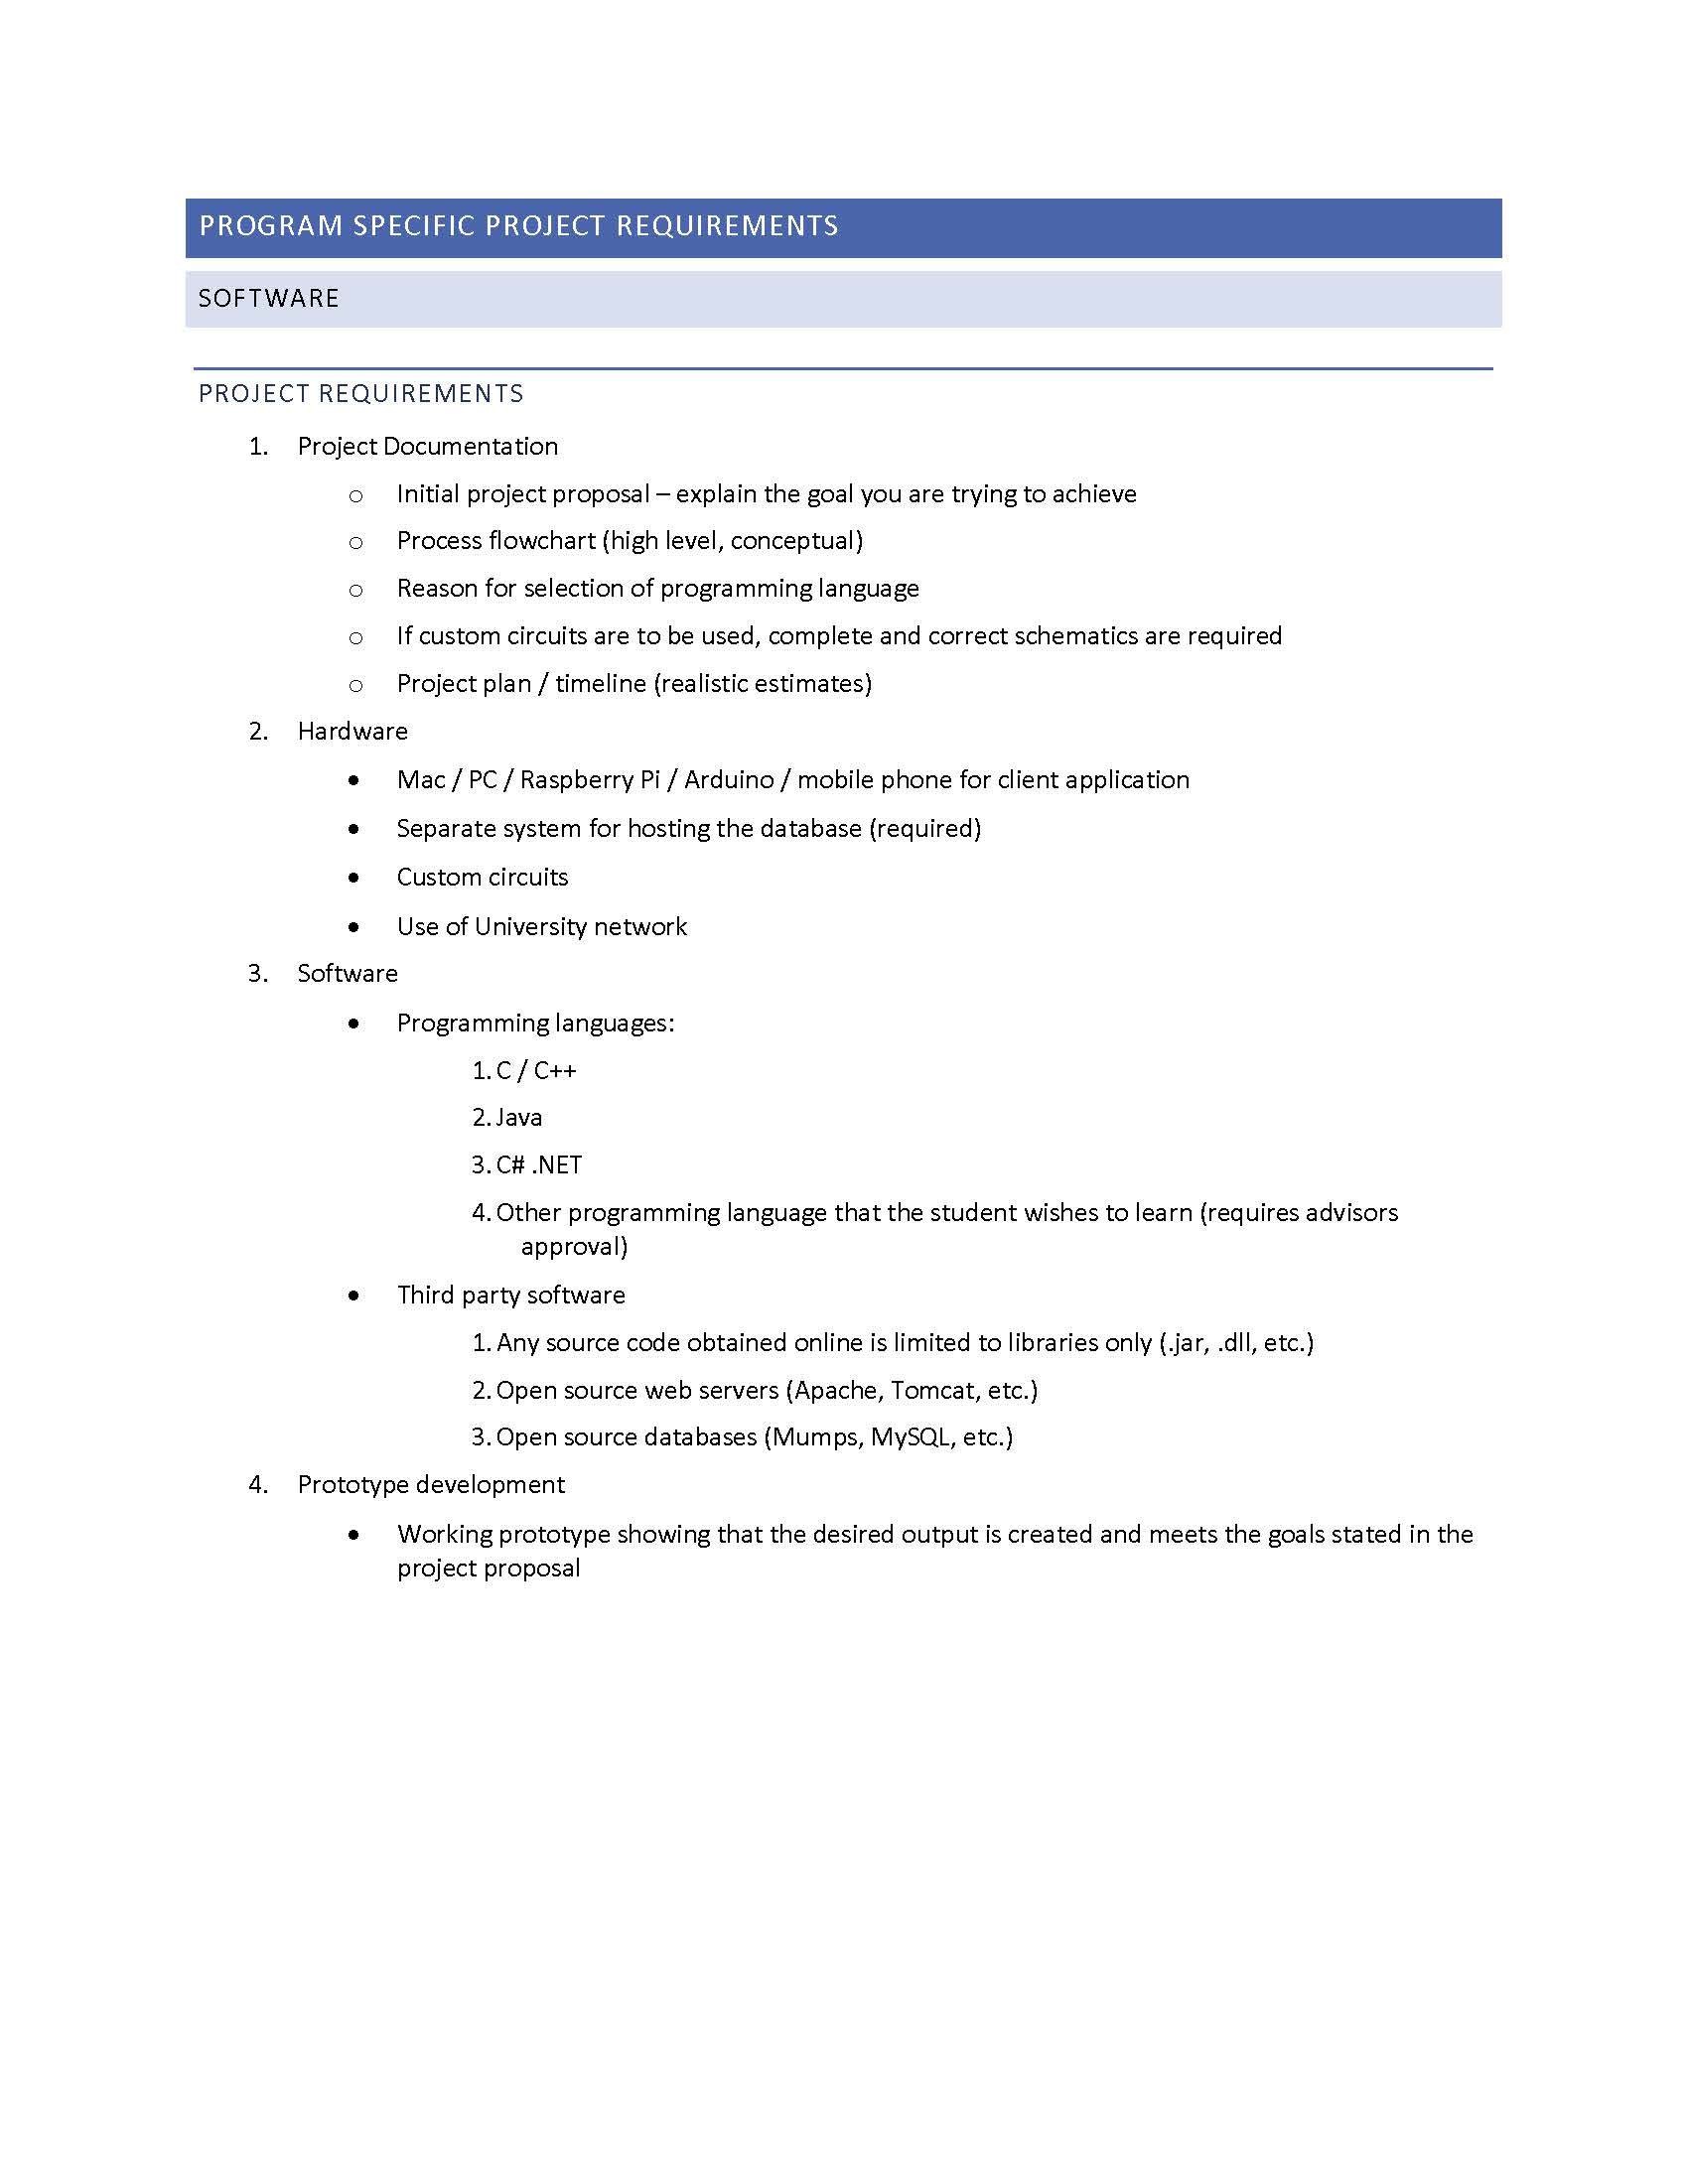 PROGRAM SPECIFIC PROJECT REQUIREMENTS
SOFTWARE
PROJECT REQUIREMENTS
1. Project Documentation
o Initial project proposal – explain the goal you are trying to achieve
o Process flowchart (high level, conceptual)
o Reason for selection of programming language
o If custom circuits are to be used, complete and correct schematics are required
o Project plan / timeline (realistic estimates)
2. Hardware
• Mac / PC / Raspberry Pi / Arduino / mobile phone for client application
• Separate system for hosting the database (required)
• Custom circuits
• Use of University network
3. Software
• Programming languages:
1. C / C++
2. Java
3. C# .NET
4. Other programming language that the student wishes to learn (requires advisors
approval)
• Third party software
1. Any source code obtained online is limited to libraries only (.jar, .dll, etc.)
2. Open source web servers (Apache, Tomcat, etc.)
3. Open source databases (Mumps, MySQL, etc.)
4. Prototype development
• Working prototype showing that the desired output is created and meets the goals stated in the
project proposal